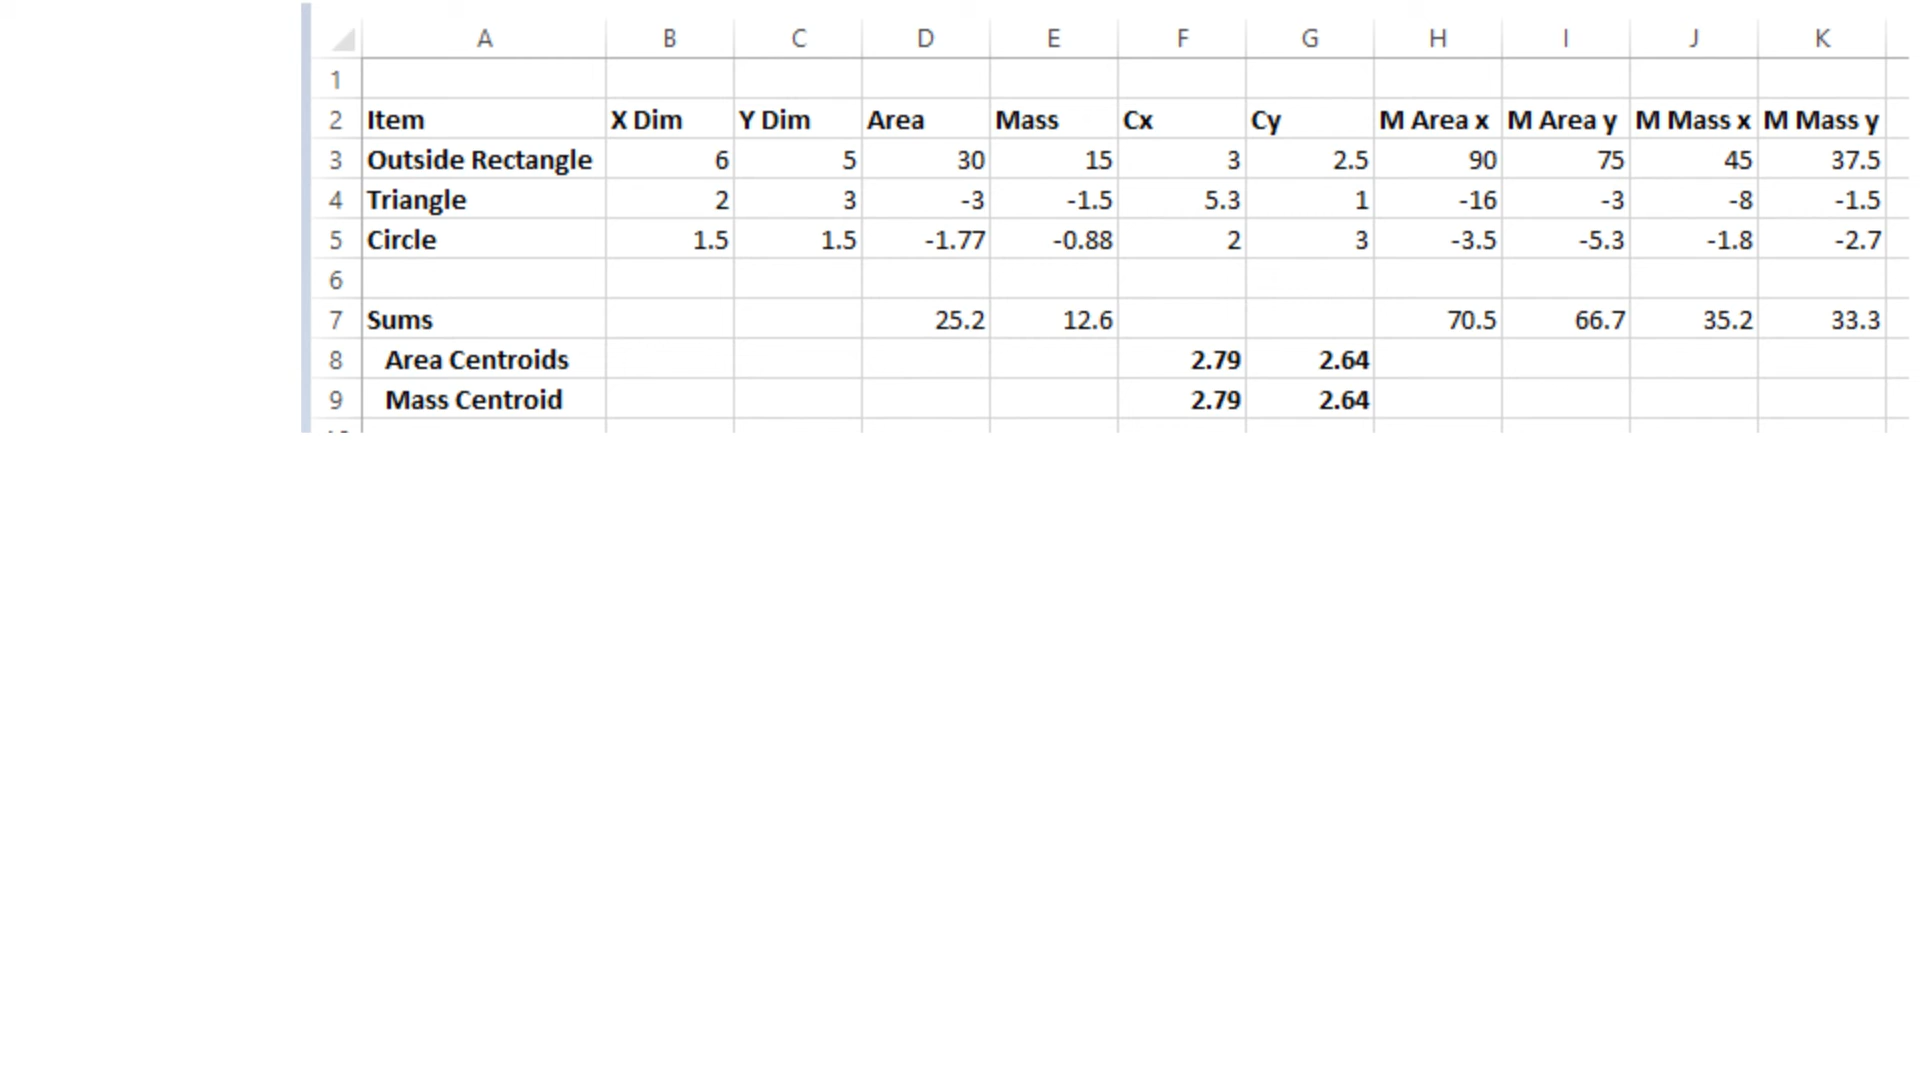 A B C D E F G H I J K
1
2 Item X Dim Y Dim Area Mass Cx Cy M Area x M Area y M Mass x M Mass y
3 Outside Rectangle 6 5 30 15 3 2.5 90 75 45 37.5
4 Triangle 2 3 -3 -1.5 5.3 1 -16 -3 -8 -1.5
5 Circle 1.5 1.5 -1.77 -0.88 2 3 -3.5 -5.3 -1.8 -2.7
6
7 Sums 25.2 12.6 70.5 66.7 35.2 33.3
8 Area Centroids 2.79 2.64
9 Mass Centroid 2.79 2.64